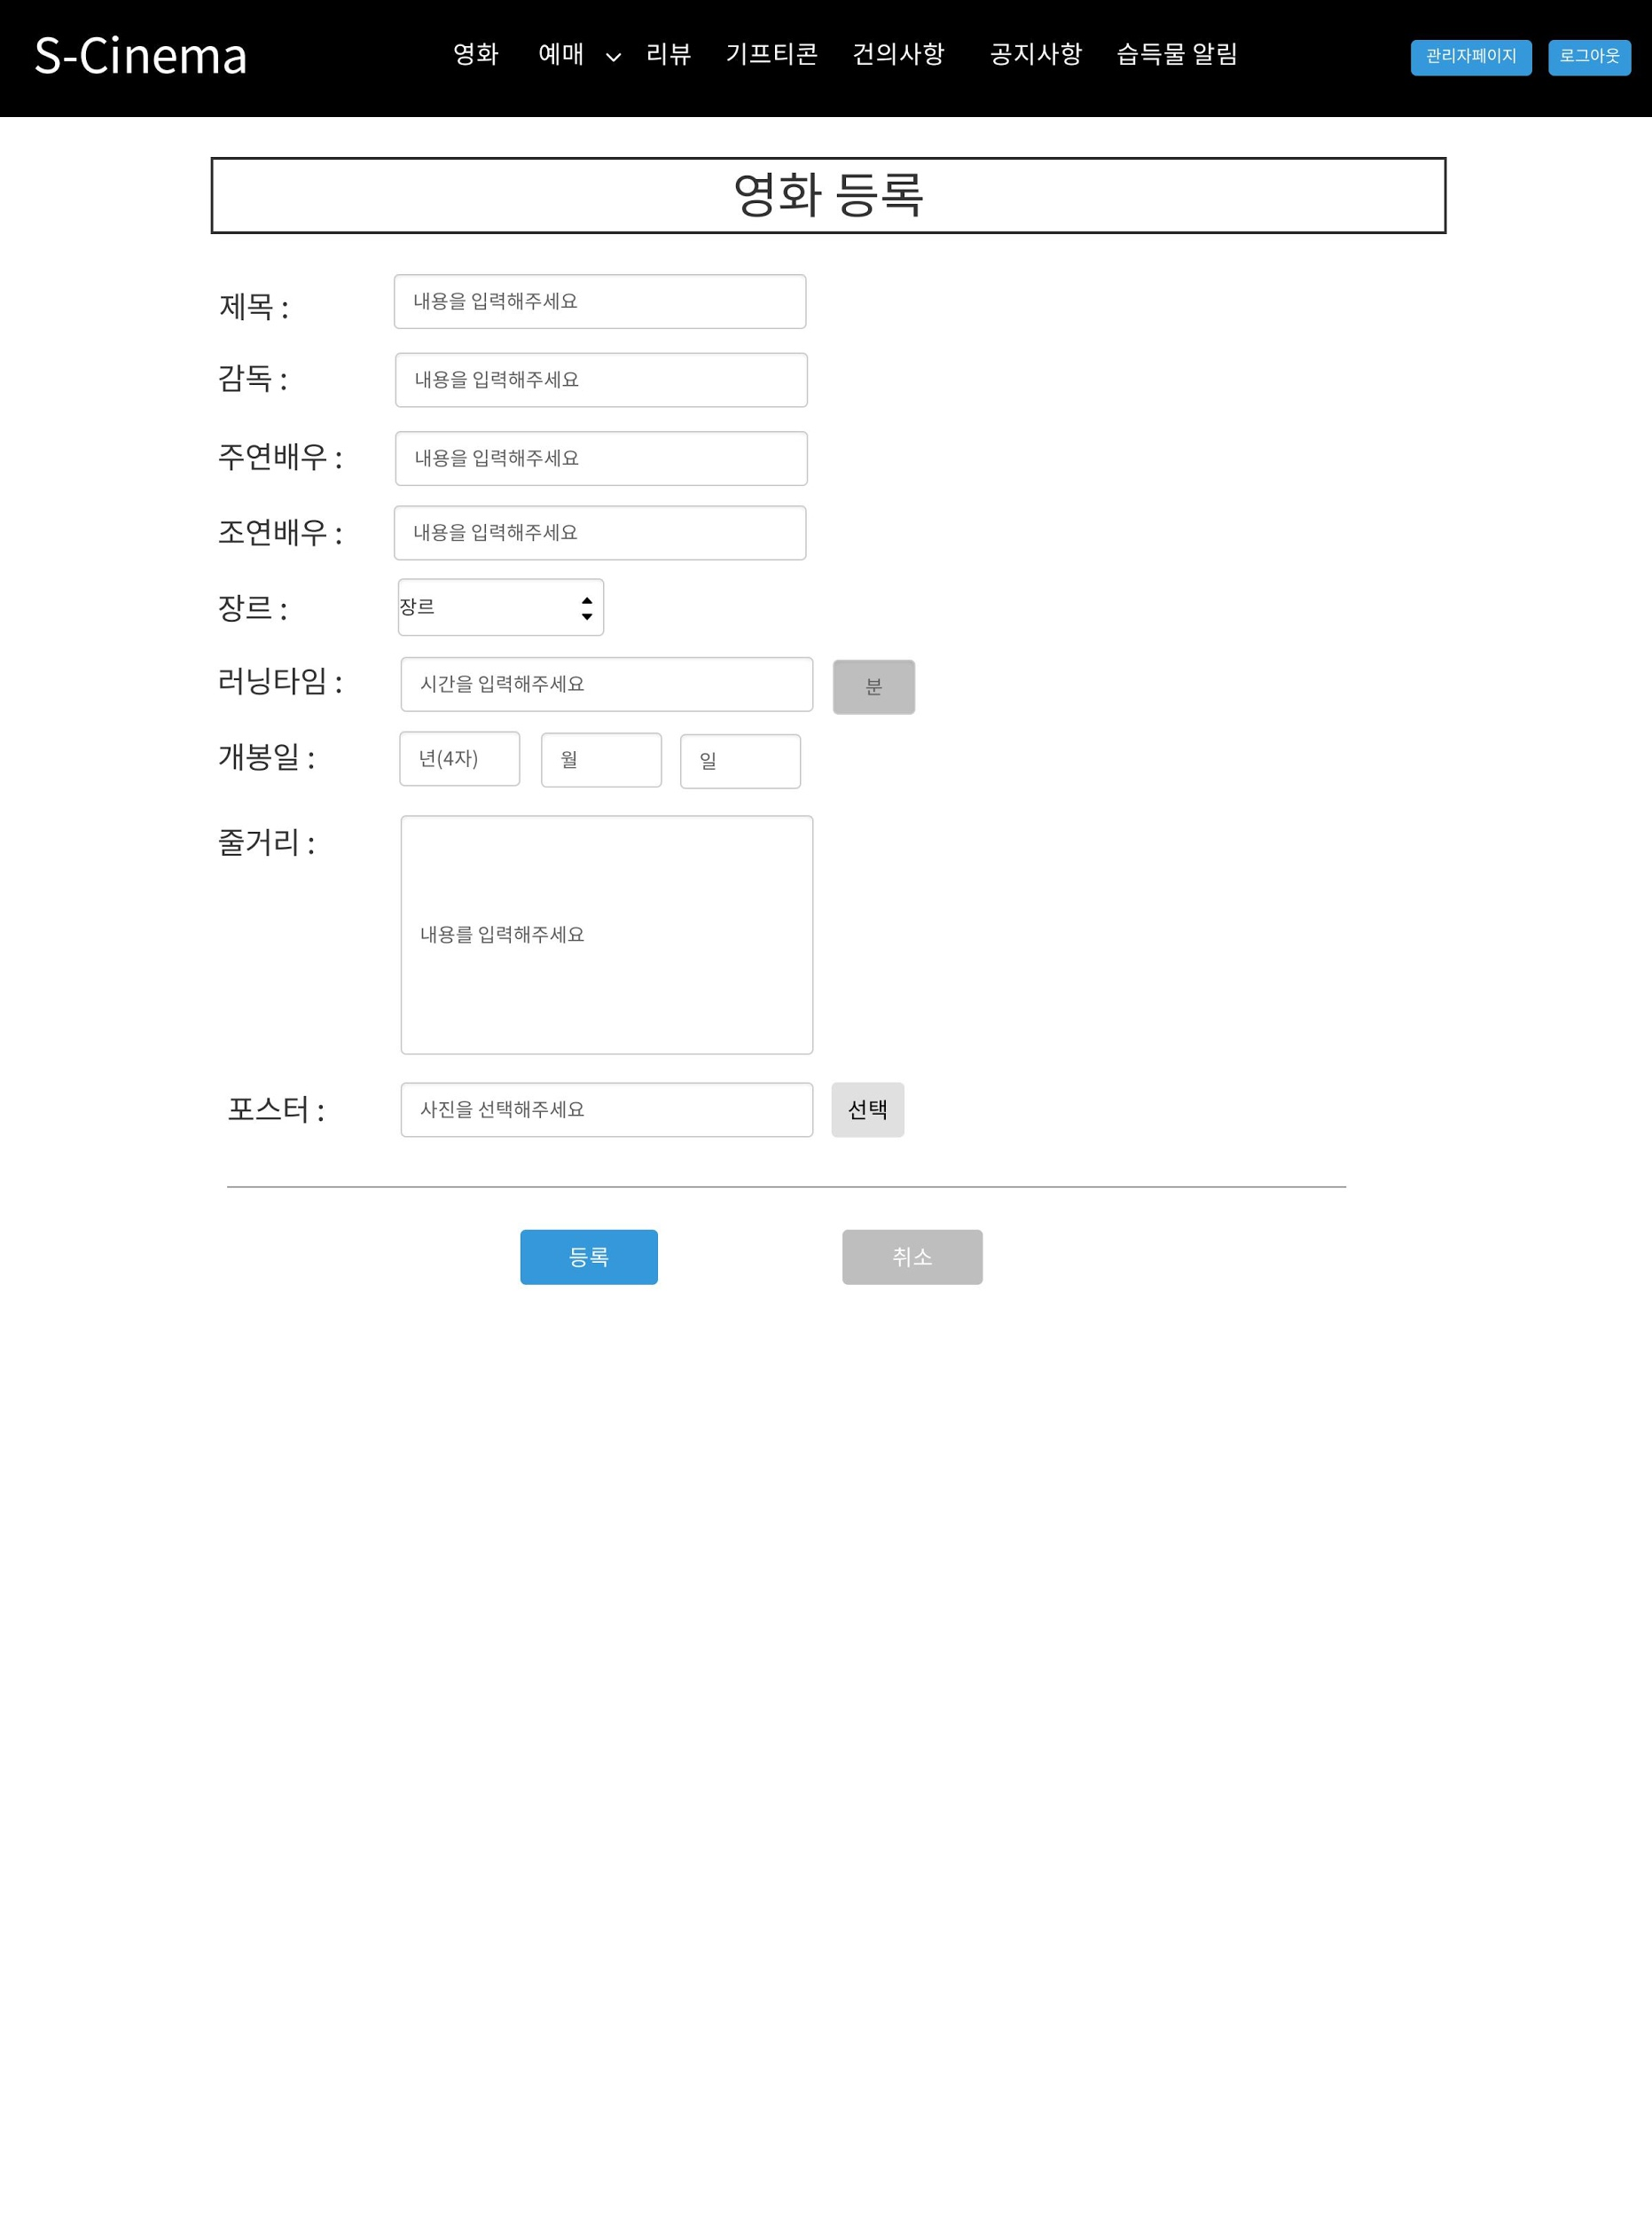 S-Cinema 영화 예매 리뷰 기프티콘 건의사항 공지사항 습득물 알림 관리자페이지 로그아웃
영화 등록
제목 : 내용을 입력해주세요
감독 : 내용을 입력해주세요
주연배우 : 내용을 입력해주세요
조연배우 : 내용을 입력해주세요
장르 : 장르
러닝타임 : 시간을 입력해주세요 분
개봉일 : 년(4자) 월 일
줄거리 :
내용를 입력해주세요
포스터 : 사진을 선택해주세요 선택
등록 취소